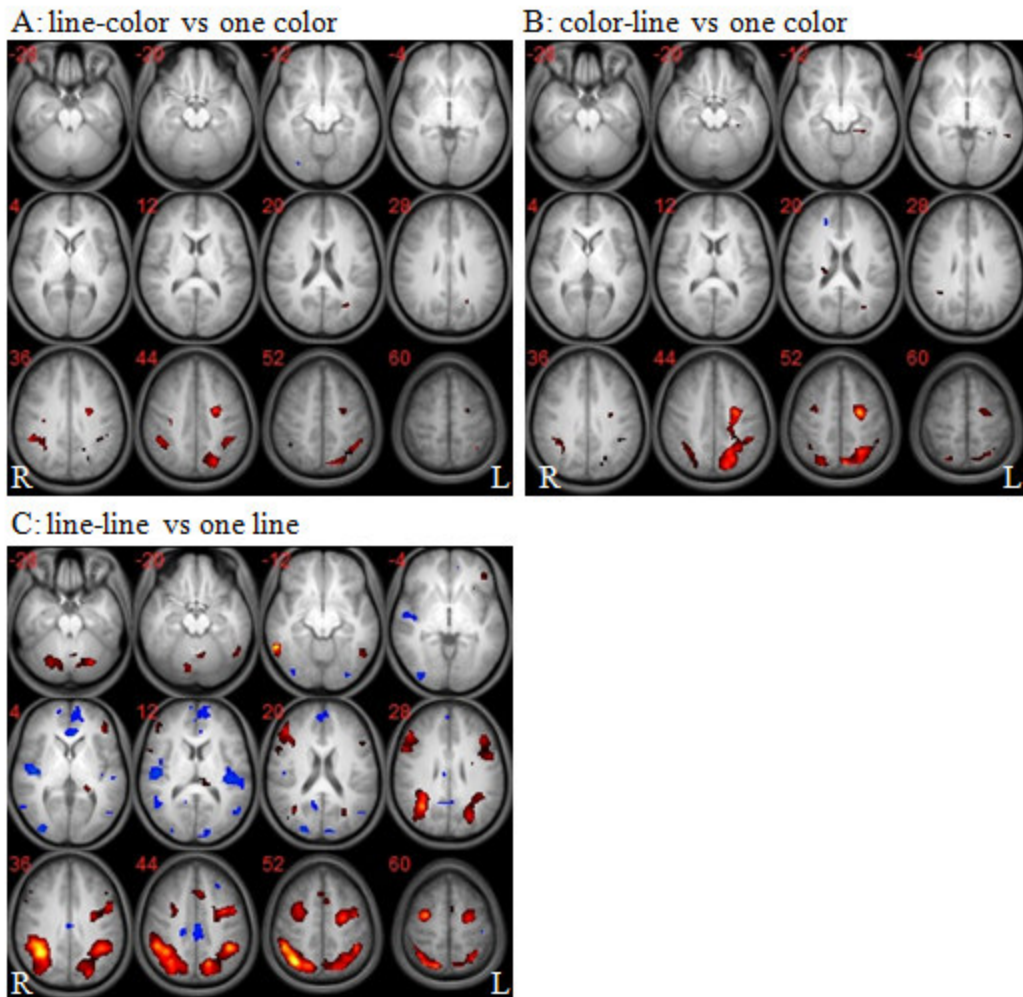 A: line-color vs one color
-28 -20 -12 -4
4 12 20 28
36 44 52 60
R L
B: color-line vs one color
-28 -20 -12 -4
4 12 20 28
36 44 52 60
R L
C: line-line vs one line
-28 -20 -12 -4
4 12 20 28
36 44 52 60
R L